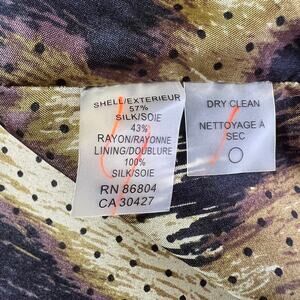 SHELL/EXTERIEUR
57%
SILK/SOIE
43%
RAYON/RAYONNE
LINING/DOUBLURE
100%
SILK/SOIE
RN 86804
CA 30427
DRY CLEAN
NETTOYAGE À
SEC